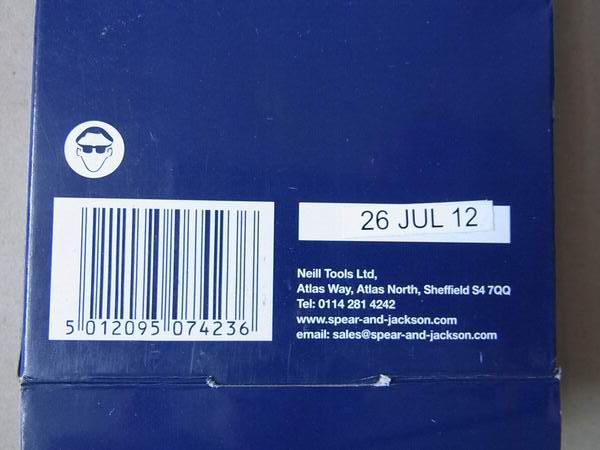 26 JUL 12
Neill Tools Ltd,
Atlas Way, Atlas North, Sheffield S4 7QQ
Tel: 0114 281 4242
www.spear-and-jackson.com
email: sales@spear-and-jackson.com
5 012095 074236